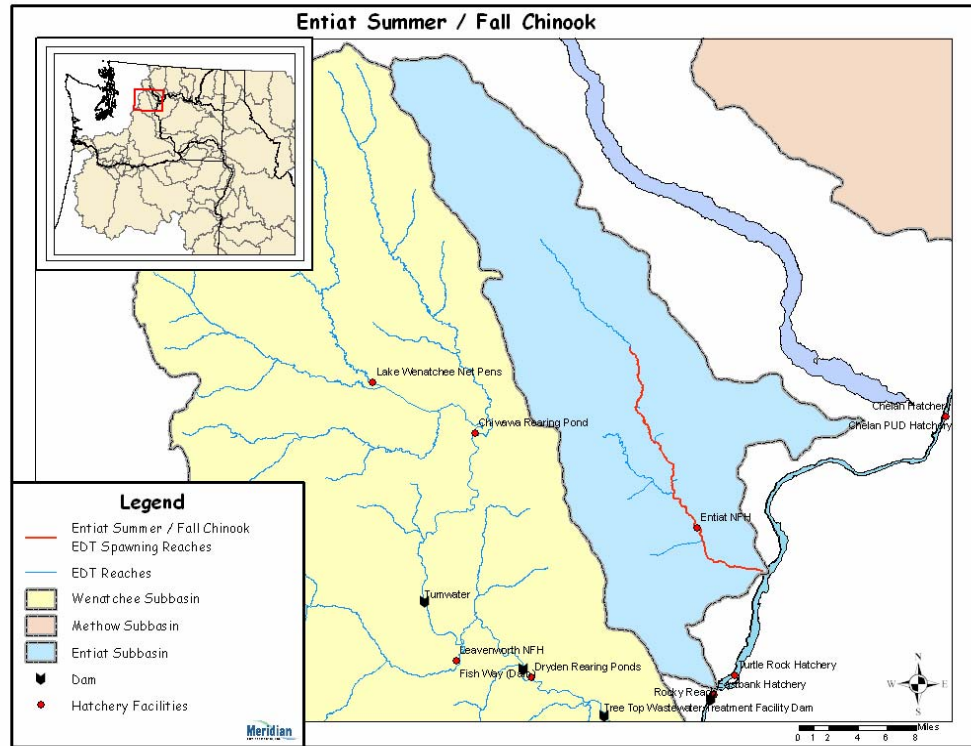 Entiat Summer / Fall Chinook
Lake Wenatchee Net Pens
Chiwawa Rearing Pond
Chelan Hatchery
Chelan PUD Hatchery
Entiat NFH
Tumwater
Leavenworth NFH
Fish Way (Dam)
Dryden Rearing Ponds
Turtle Rock Hatchery
Eastbank Hatchery
Rocky Reach
Tree Top Wastewater Treatment Facility Dam
Legend
Entiat Summer / Fall Chinook
EDT Spawning Reaches
EDT Reaches
Wenatchee Subbasin
Methow Subbasin
Entiat Subbasin
Dam
Hatchery Facilities
Meridian
N
W E
S
Miles
0 1 2 4 6 8